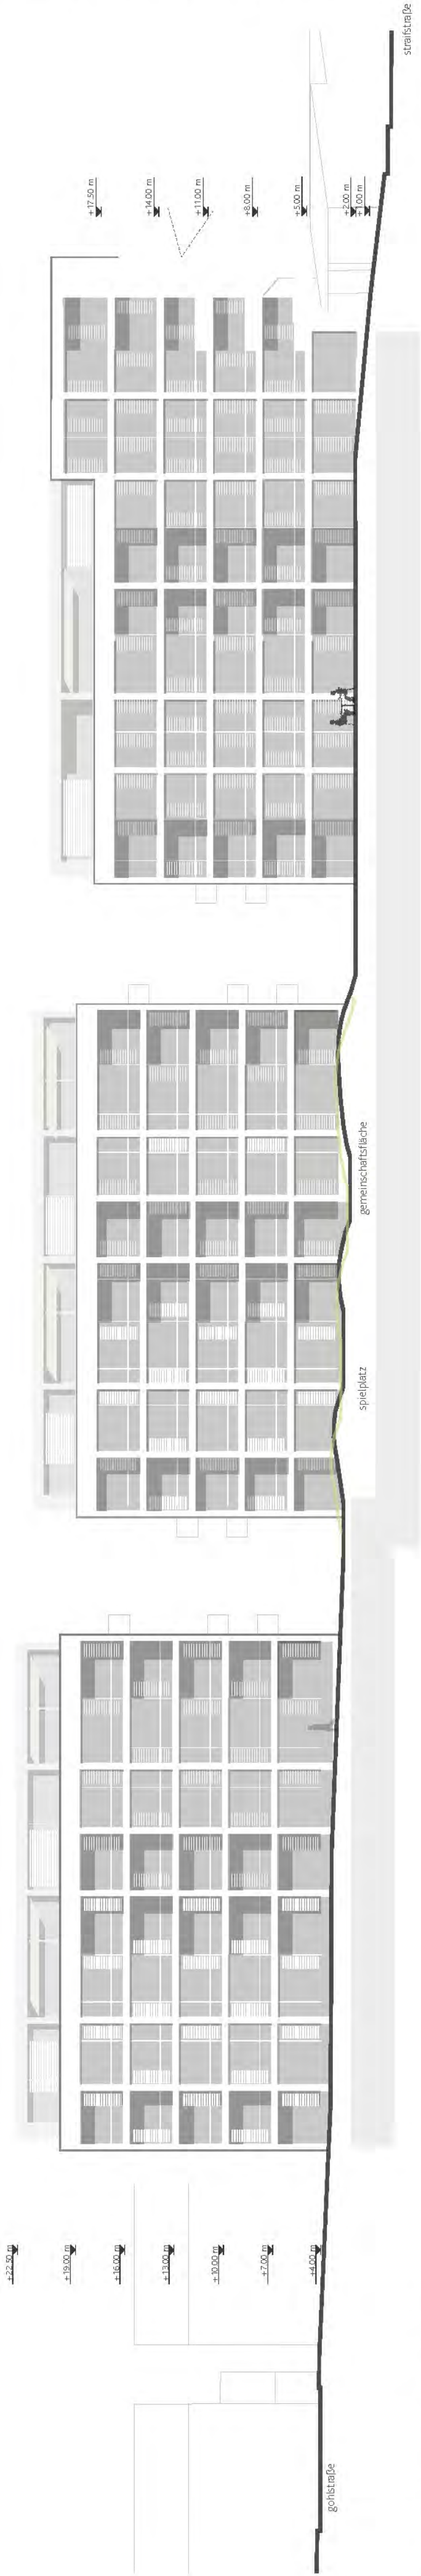 +22.50 m
+19.00 m
+16.00 m
+13.00 m
+10.00 m
+7.00 m
+4.00 m
gohlstraße
spielplatz
gemeinschaftsfläche
+17.50 m
+14.00 m
+11.00 m
+8.00 m
+5.00 m
+2.00 m
+1.00 m
straifstraße